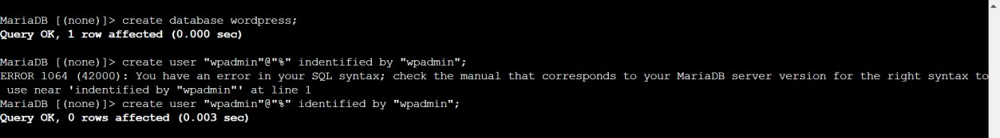 MariaDB [(none)]> create database wordpress;
Query OK, 1 row affected (0.000 sec)
MariaDB [(none)]> create user "wpadmin"@"%" indentified by "wpadmin";
ERROR 1064 (42000): You have an error in your SQL syntax; check the manual that corresponds to your MariaDB server version for the right syntax to
use near 'indentified by "wpadmin"' at line 1
MariaDB [(none)]> create user "wpadmin"@"%" identified by "wpadmin";
Query OK, 0 rows affected (0.003 sec)